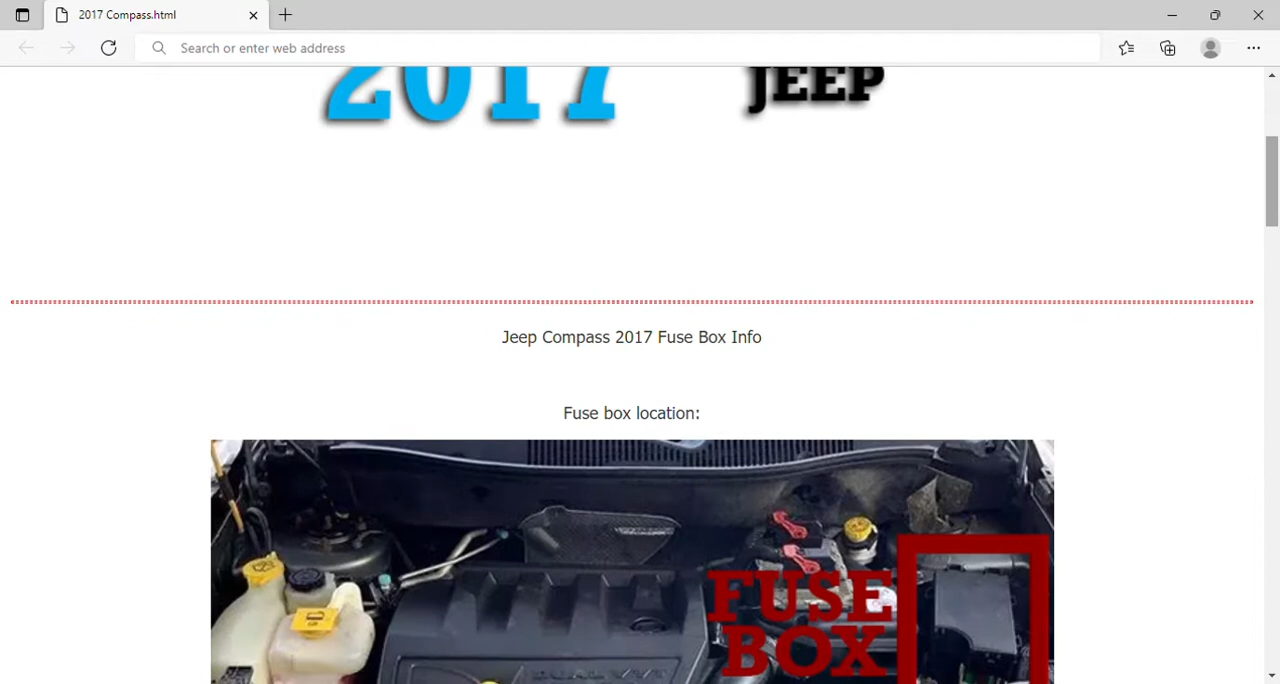 2017 Compass.html
Search or enter web address
2017 JEEP
Jeep Compass 2017 Fuse Box Info
Fuse box location:
FUSE
BOX